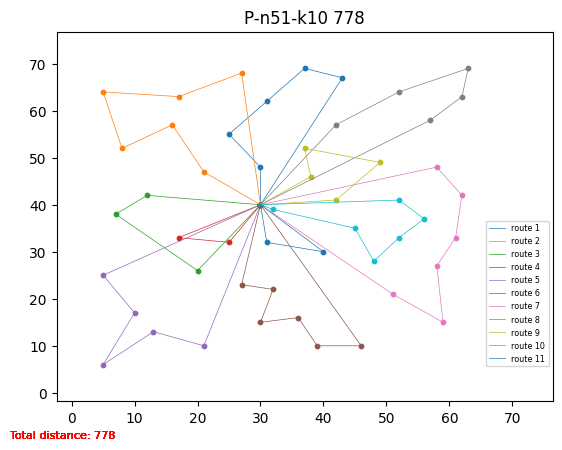 P-n51-k10 778
70
60
50
40
30
20
10
0
0 10 20 30 40 50 60 70
route 1
route 2
route 3
route 4
route 5
route 6
route 7
route 8
route 9
route 10
route 11
Total distance: 778